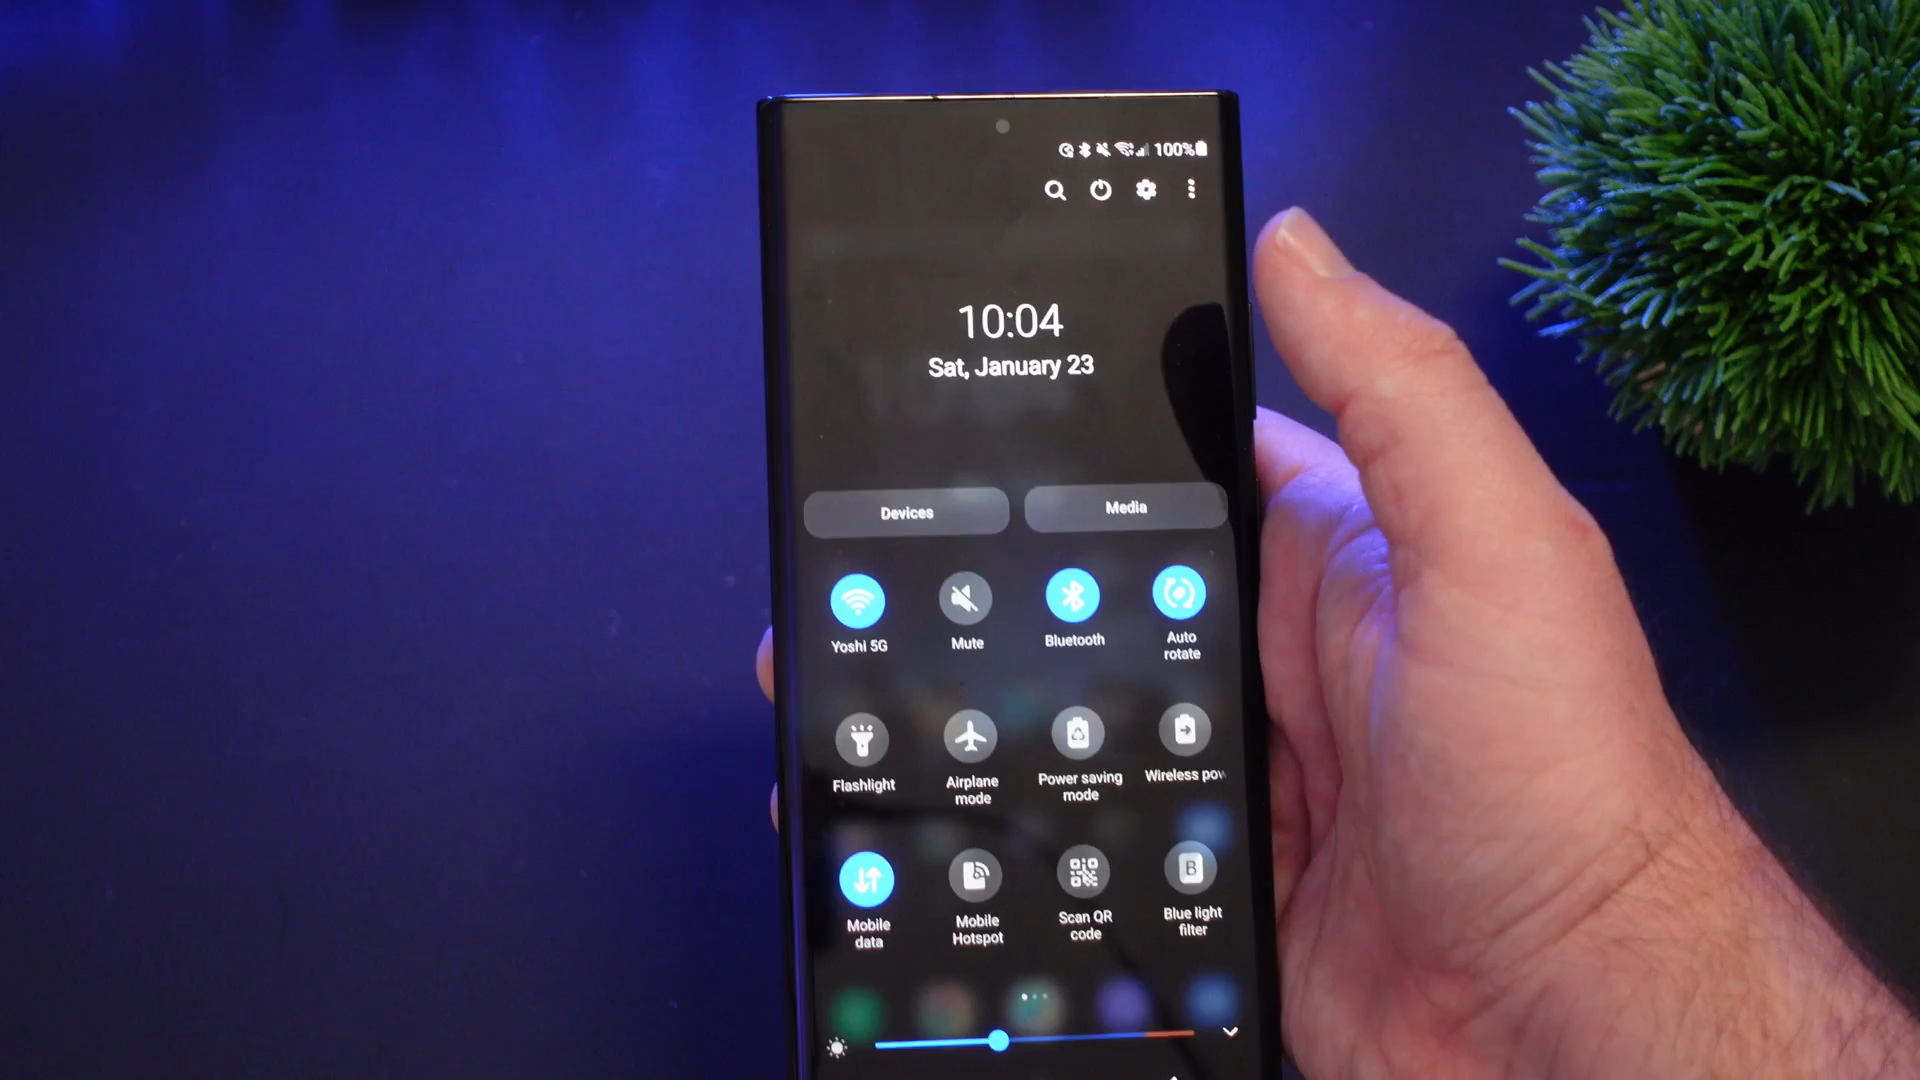 100%
10:04
Sat, January 23
Devices
Media
Yoshi 5G
Mute
Bluetooth
Auto
rotate
Flashlight
Airplane
mode
Power saving
mode
Wireless pow
Mobile
data
Mobile
Hotspot
Scan QR
code
B
Blue light
filter